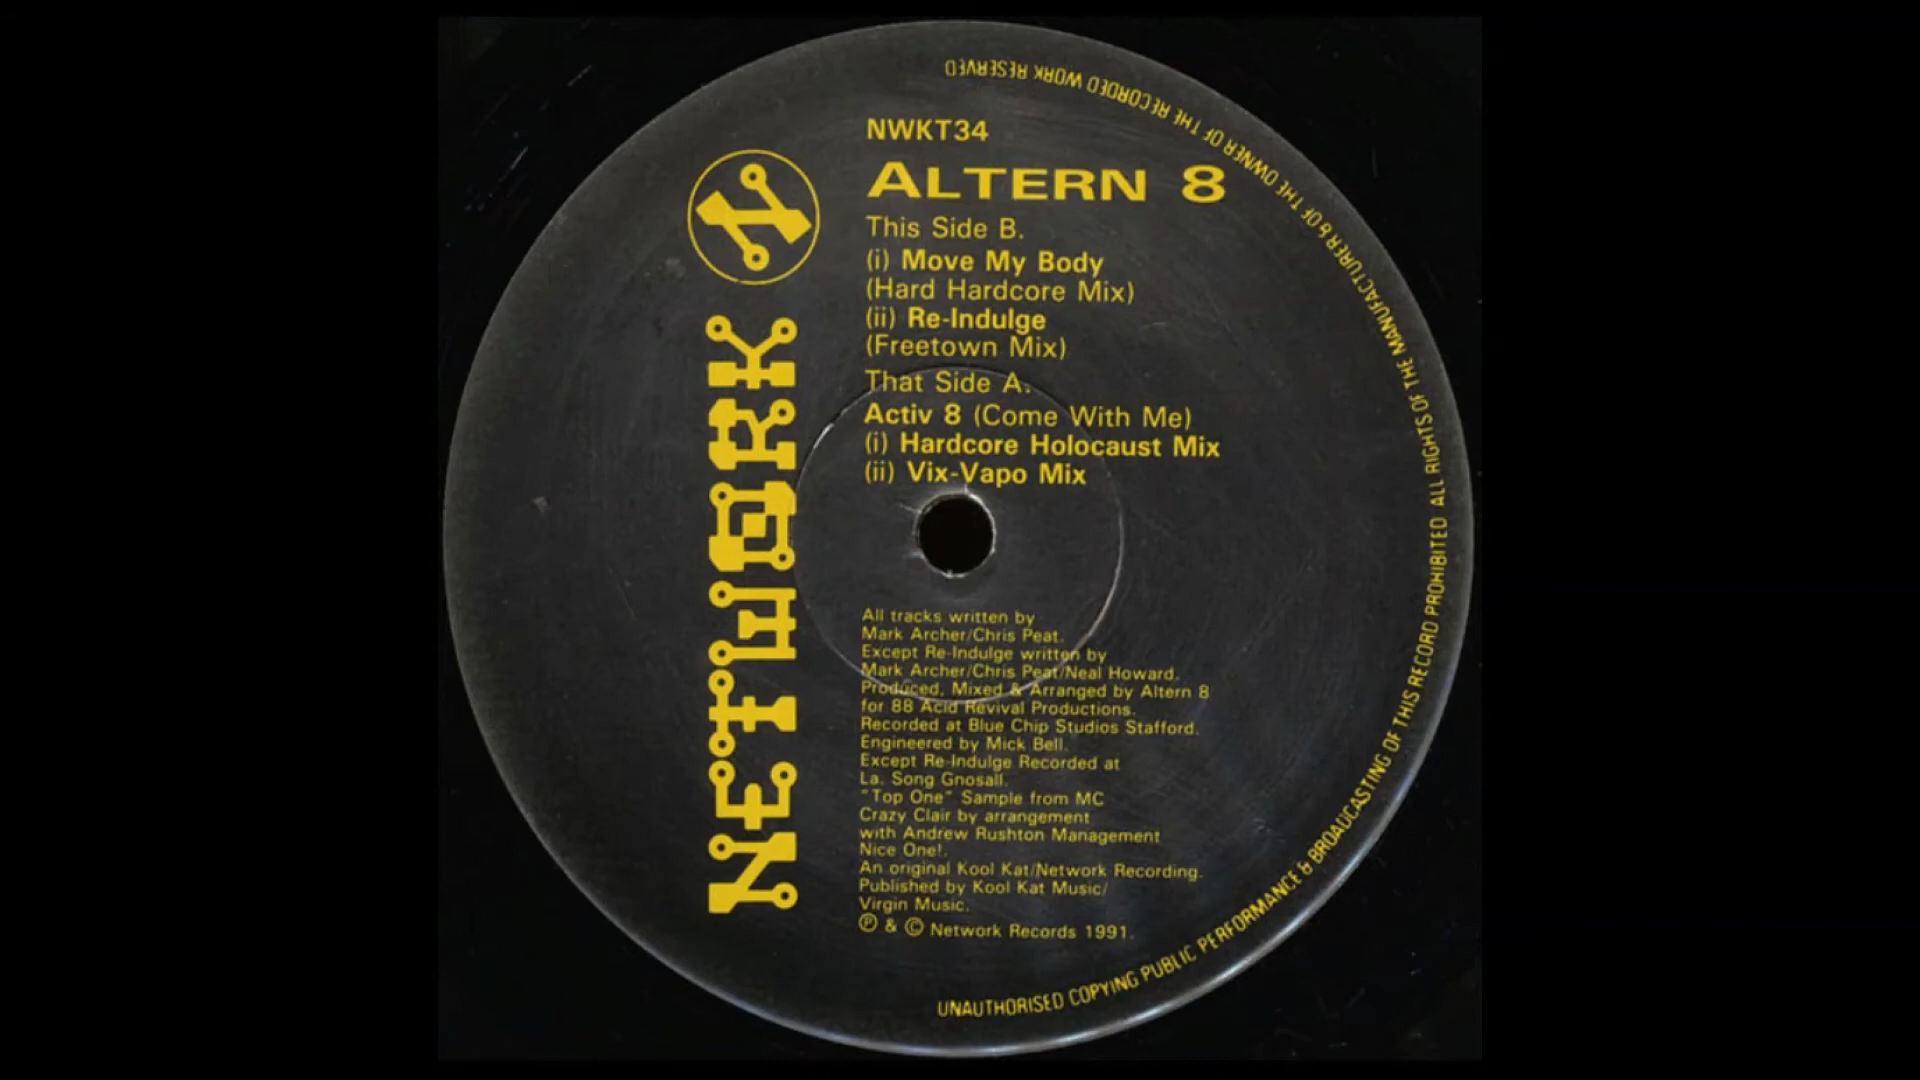 NWKT34
ALTERN 8
This Side B.
(i) Move My Body
(Hard Hardcore Mix)
(ii) Re-Indulge
(Freetown Mix)
That Side A.
Activ 8 (Come With Me)
(i) Hardcore Holocaust Mix
(ii) Vix-Vapo Mix
NETWORK
All tracks written by
Mark Archer/Chris Peat.
Except Re-Indulge written by
Mark Archer/Chris Peat/Neal Howard.
Produced, Mixed & Arranged by Altern 8
for 88 Acid Revival Productions.
Recorded at Blue Chip Studios Stafford.
Engineered by Mick Bell.
Except Re-Indulge Recorded at
La. Song Gnosall.
"Top One" Sample from MC
Crazy Clair by arrangement
with Andrew Rushton Management
Nice One!.
An original Kool Kat/Network Recording.
Published by Kool Kat Music/
Virgin Music.
℗ & © Network Records 1991.
UNAUTHORISED COPYING PUBLIC PERFORMANCE & BROADCASTING OF THIS RECORD PROHIBITED ALL RIGHTS OF THE MANUFACTURER & OF THE OWNER OF THE RECORDED WORK RESERVED